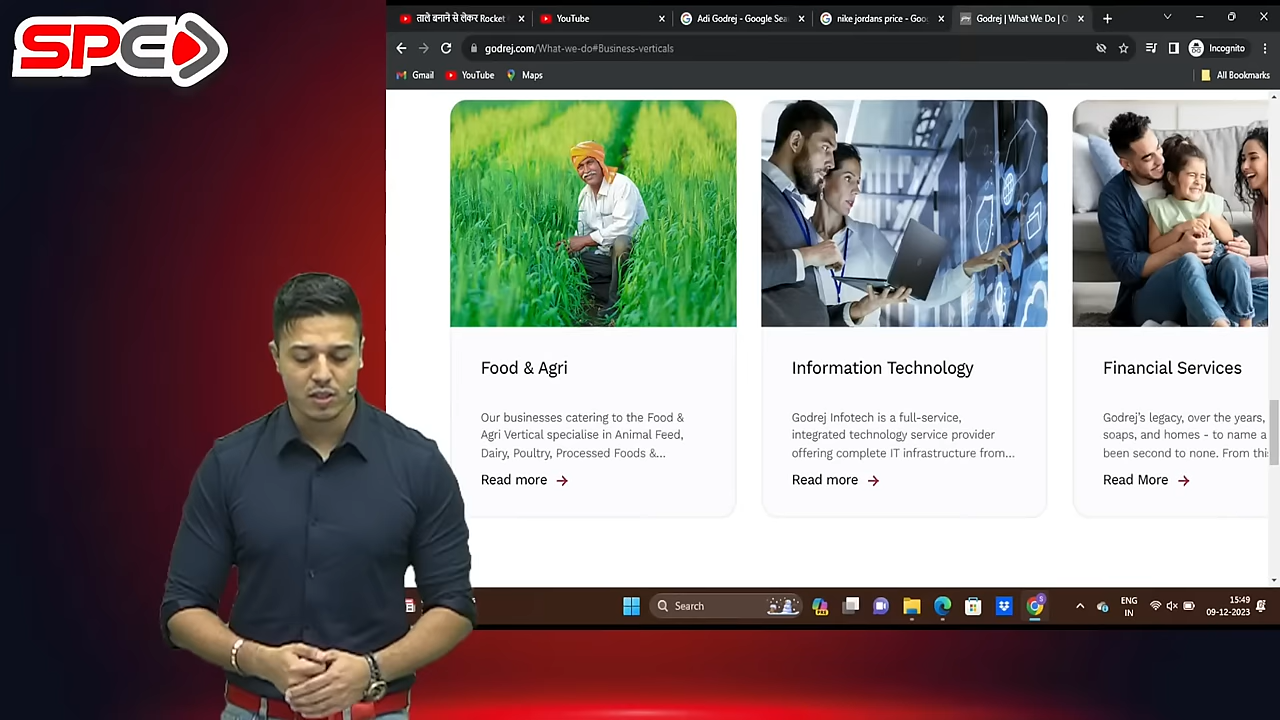 SPE
ताले बनाने से लेकर Rocket
YouTube
Adi Godrej - Google Sear
nike jordans price - Goo
Godrej | What We Do | O
godrej.com/What-we-do#Business-verticals
Incognito
Gmail
YouTube
Maps
All Bookmarks
Food & Agri
Our businesses catering to the Food &
Agri Vertical specialise in Animal Feed,
Dairy, Poultry, Processed Foods &...
Read more
Information Technology
Godrej Infotech is a full-service,
integrated technology service provider
offering complete IT infrastructure from...
Read more
Financial Services
Godrej's legacy, over the years,
soaps, and homes - to name a
been second to none. From this
Read More
Search
PRE
ENG
IN
15:49
09-12-2023